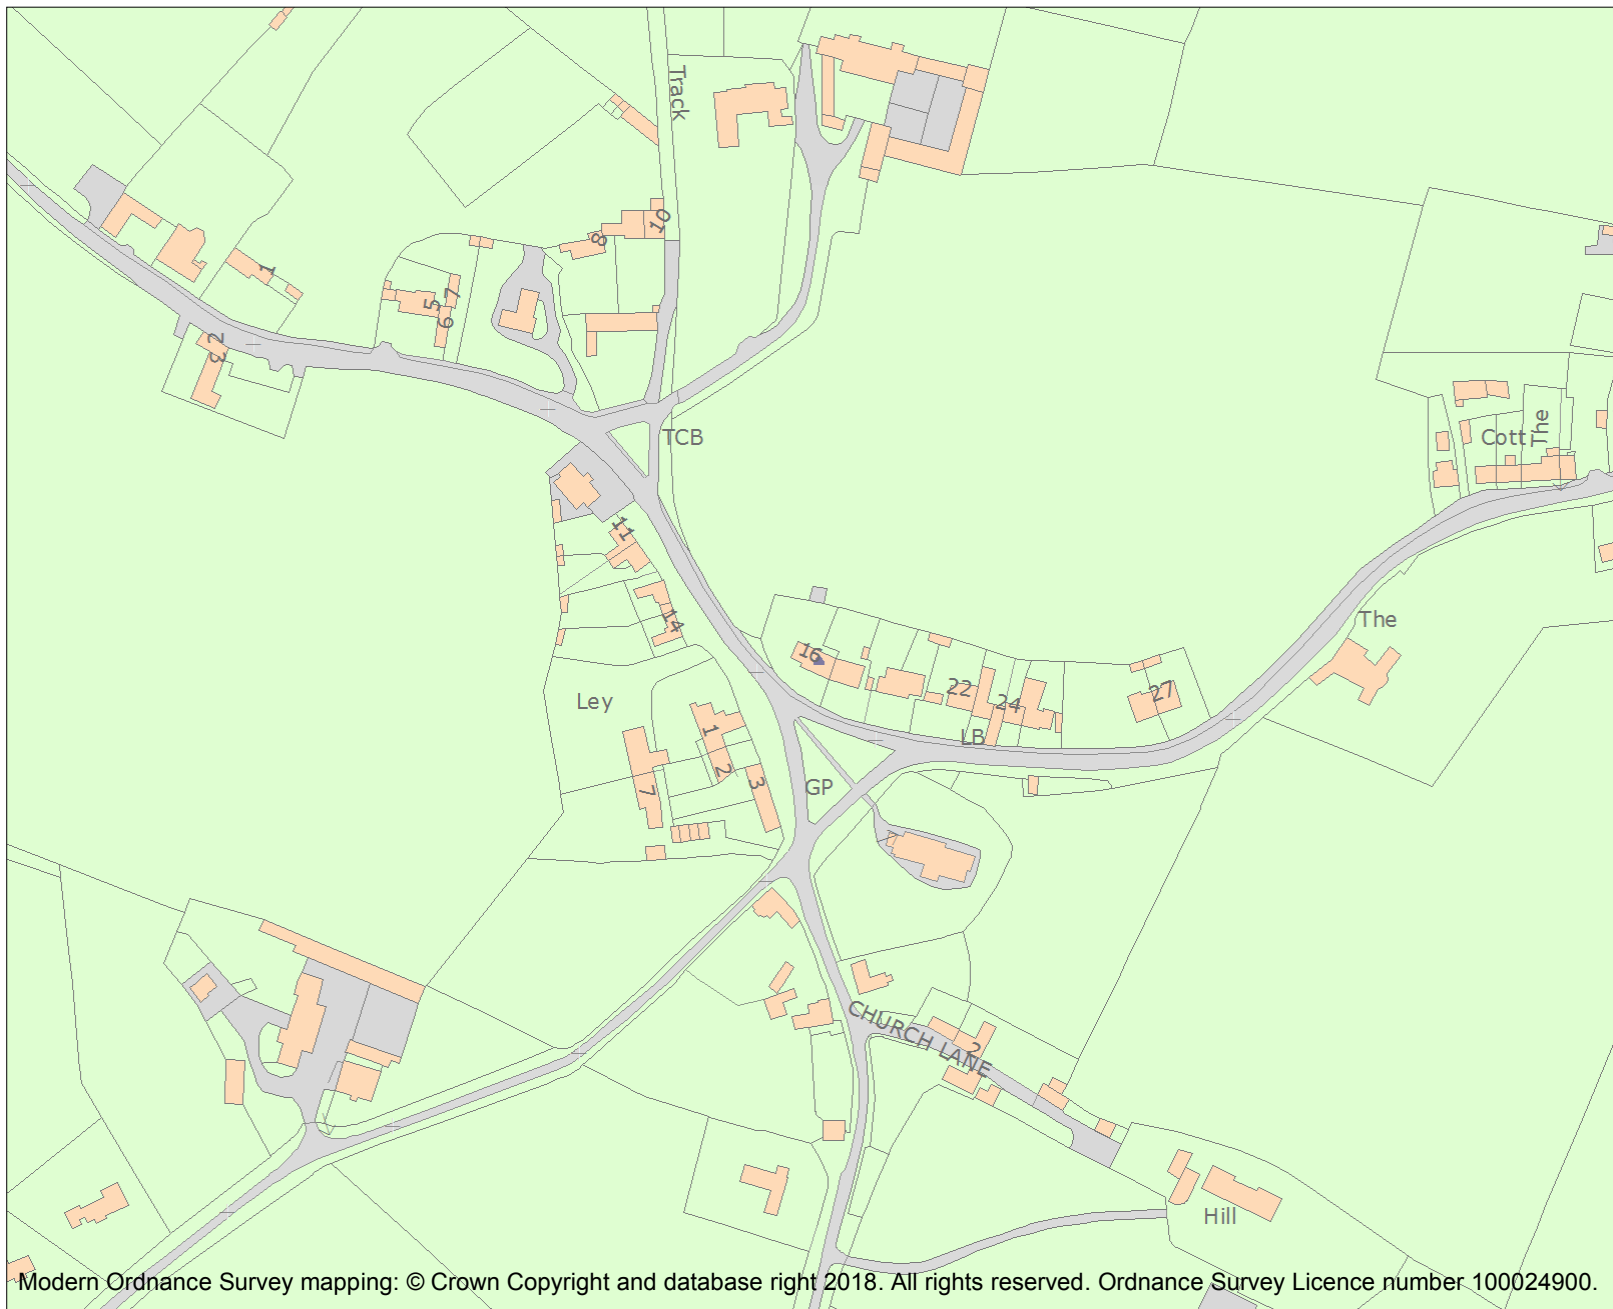 Track
10
8
1
5
7
6
2
3
TCB
The
Cott
11
14
The
16
22
24
27
Ley
LB
1
2
3
7
GP
CHURCH LANE
2
Hill
Modern Ordnance Survey mapping: © Crown Copyright and database right 2018. All rights reserved. Ordnance Survey Licence number 100024900.